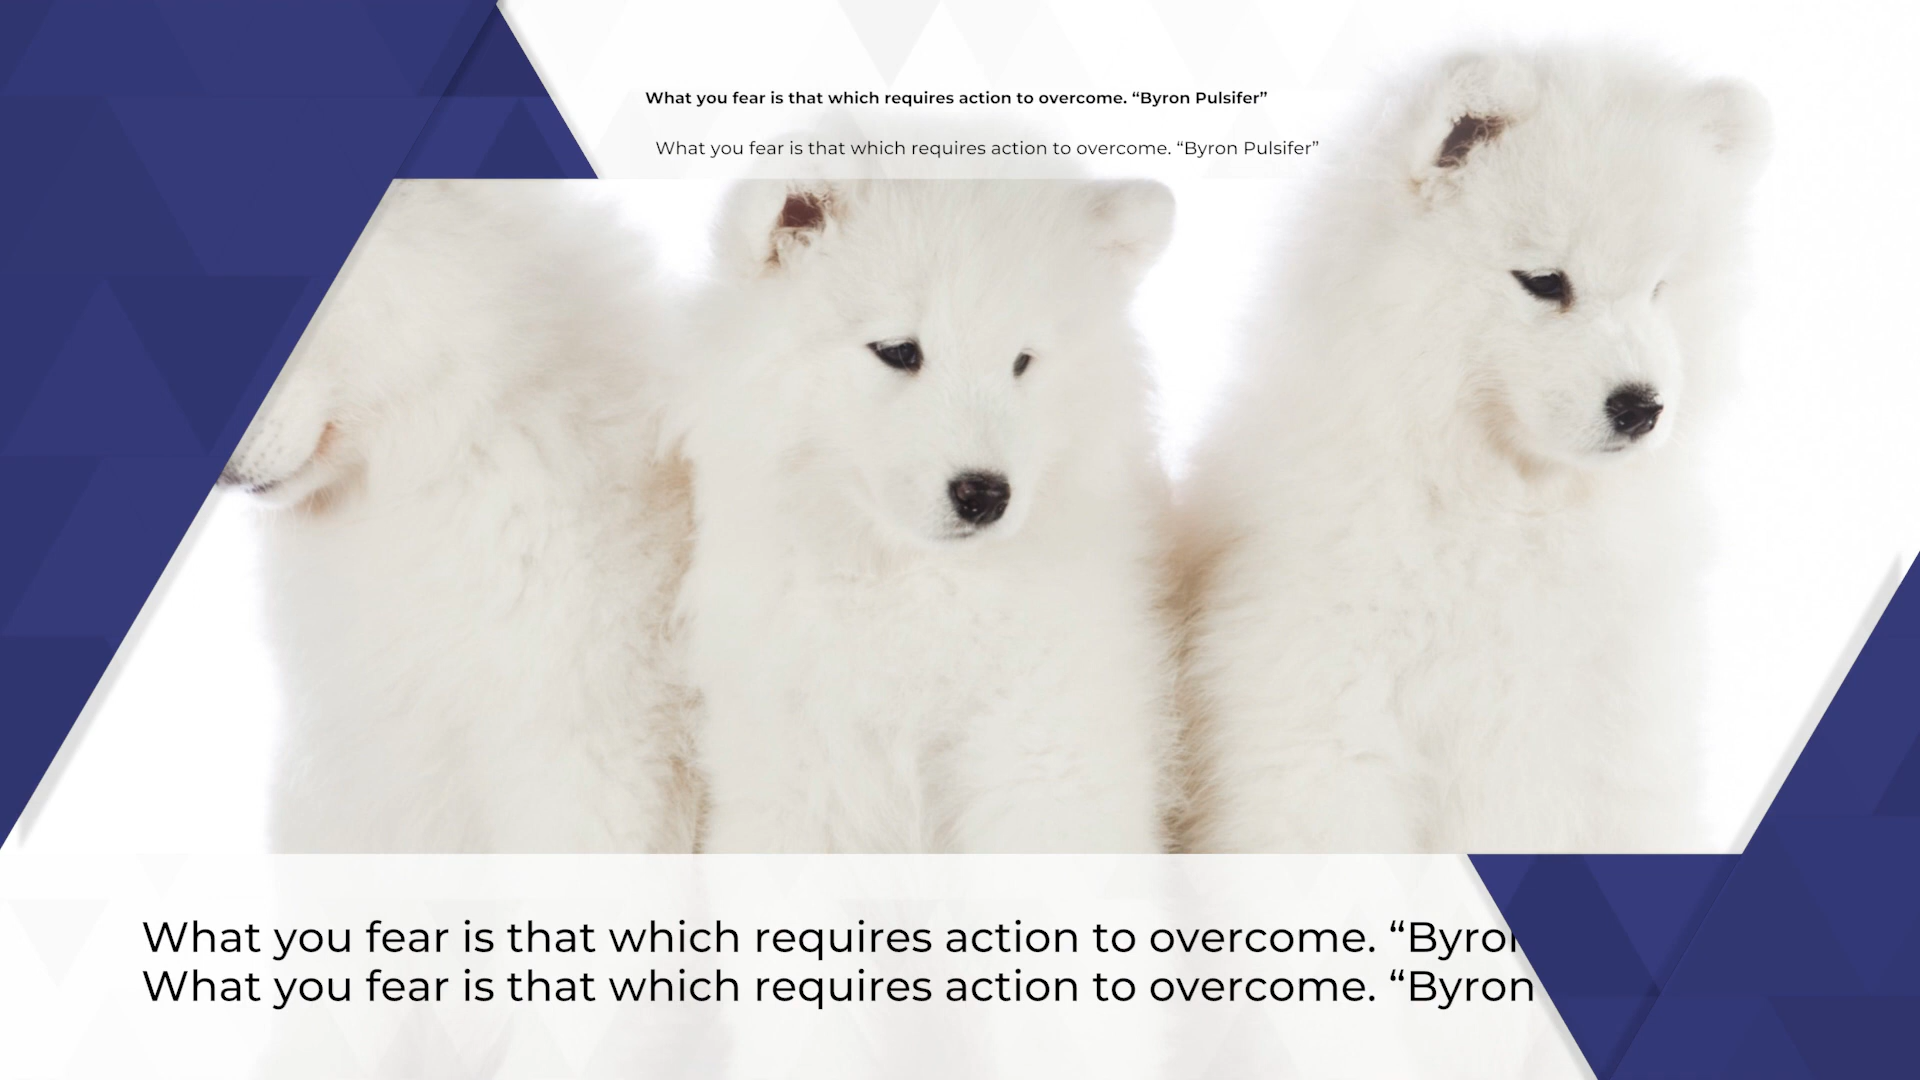 What you fear is that which requires action to overcome. “Byron Pulsifer”
What you fear is that which requires action to overcome. “Byron Pulsifer”
What you fear is that which requires action to overcome. “Byron
What you fear is that which requires action to overcome. “Byron